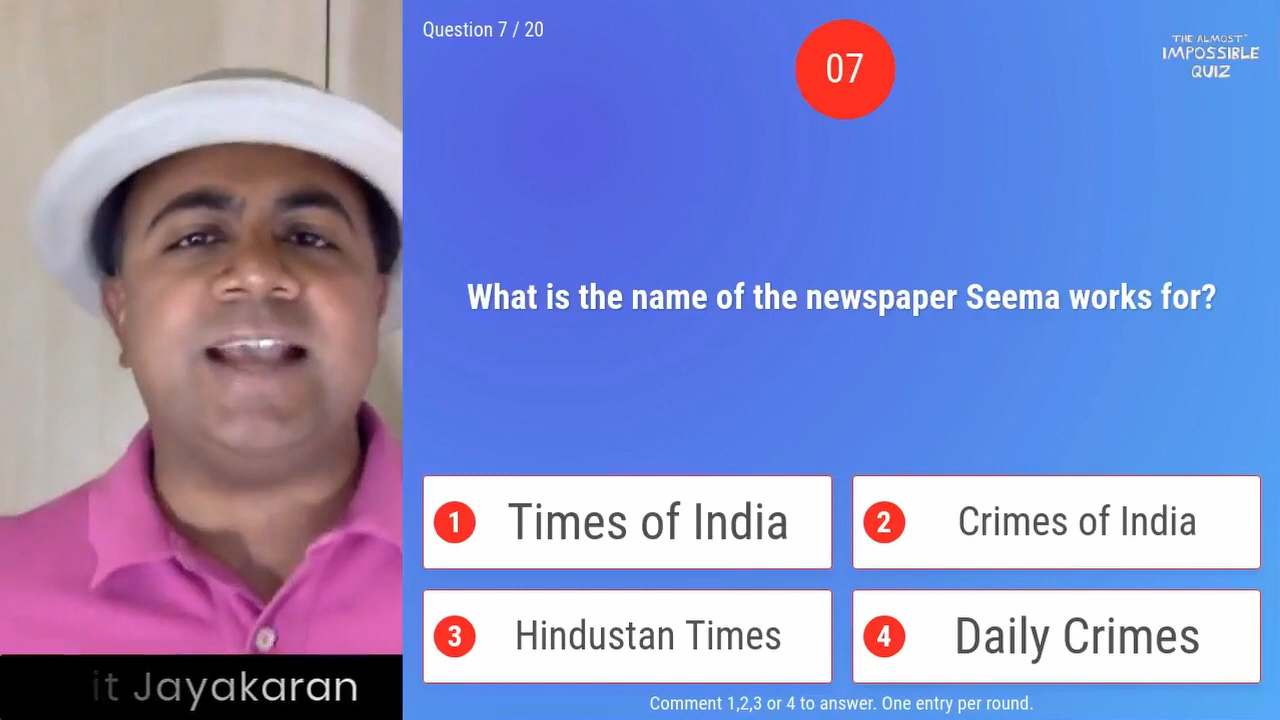 Question 7 / 20
07
THE ALMOST*
IMPOSSIBLE
QUIZ
What is the name of the newspaper Seema works for?
1 Times of India
2 Crimes of India
3 Hindustan Times
4 Daily Crimes
it Jayakaran
Comment 1,2,3 or 4 to answer. One entry per round.